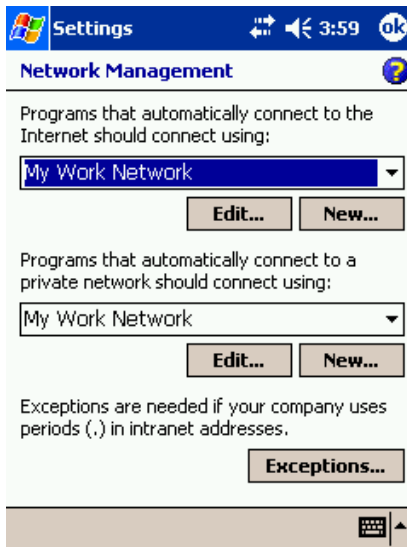 Settings 3:59 ok
Network Management ?
Programs that automatically connect to the
Internet should connect using:
My Work Network
Edit... New...
Programs that automatically connect to a
private network should connect using:
My Work Network
Edit... New...
Exceptions are needed if your company uses
periods (.) in intranet addresses.
Exceptions...